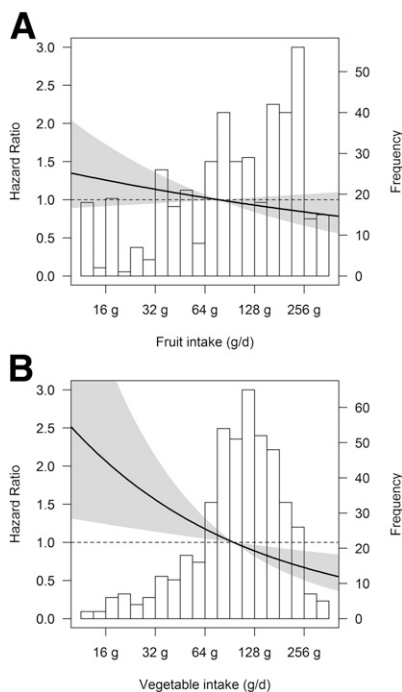 A
3.0
2.5
2.0
1.5
1.0
0.5
0.0
Hazard Ratio
50
40
30
20
10
0
Frequency
16 g 32 g 64 g 128 g 256 g
Fruit intake (g/d)
B
3.0
2.5
2.0
1.5
1.0
0.5
0.0
Hazard Ratio
60
50
40
30
20
10
0
Frequency
16 g 32 g 64 g 128 g 256 g
Vegetable intake (g/d)